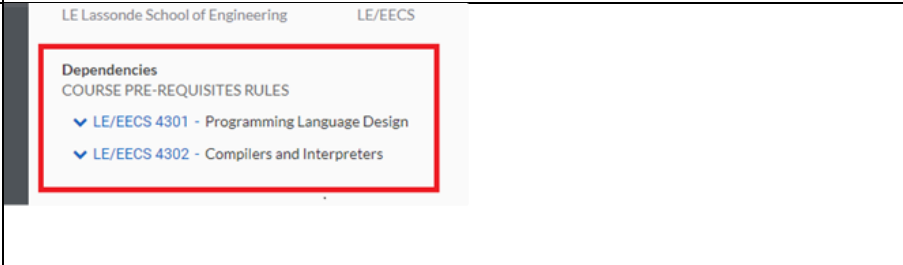 LE Lassonde School of Engineering LE/EECS
Dependencies
COURSE PRE-REQUISITES RULES
LE/EECS 4301 - Programming Language Design
LE/EECS 4302 - Compilers and Interpreters